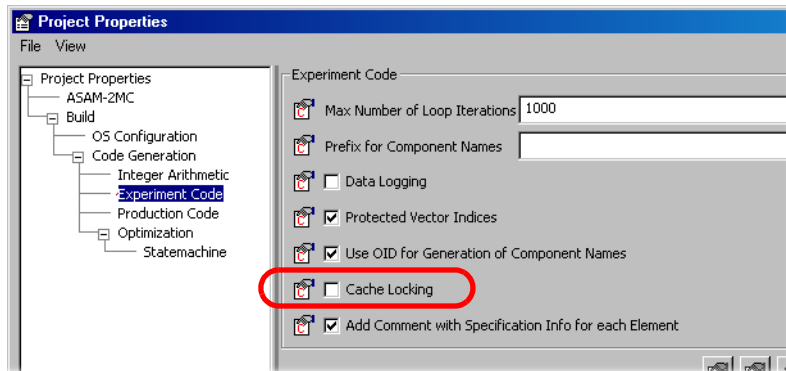 Project Properties
File View
Project Properties
ASAM-2MC
Build
OS Configuration
Code Generation
Integer Arithmetic
Experiment Code
Production Code
Optimization
Statemachine
Experiment Code
Max Number of Loop Iterations 1000
Prefix for Component Names
Data Logging
Protected Vector Indices
Use OID for Generation of Component Names
Cache Locking
Add Comment with Specification Info for each Element